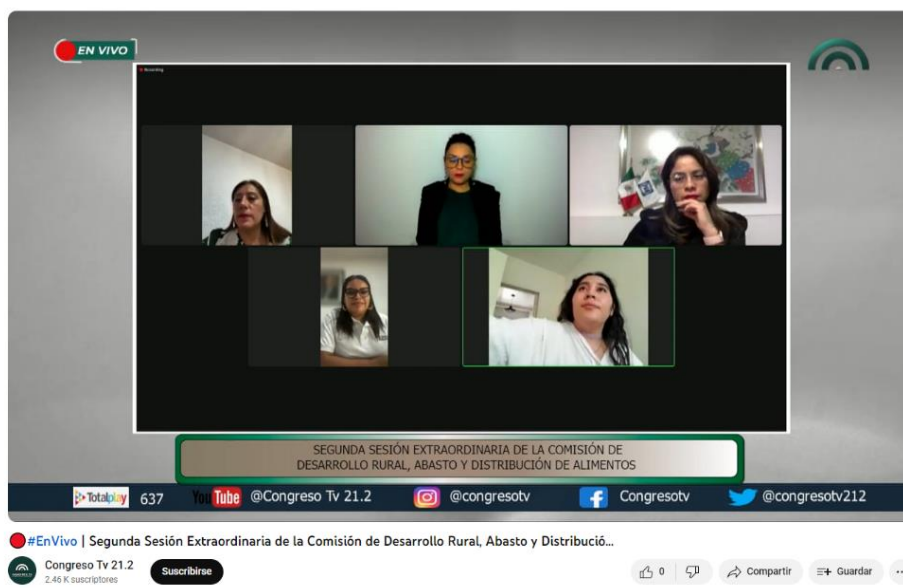 EN VIVO
Recording
SEGUNDA SESIÓN EXTRAORDINARIA DE LA COMISIÓN DE
DESARROLLO RURAL, ABASTO Y DISTRIBUCIÓN DE ALIMENTOS
Totalplay 637 YouTube @Congreso Tv 21.2 @congresotv Congresotv @congresotv212
#EnVivo | Segunda Sesión Extraordinaria de la Comisión de Desarrollo Rural, Abasto y Distribució...
Congreso Tv 21.2
2.46 K suscriptores
Suscribirse
0
Compartir
Guardar